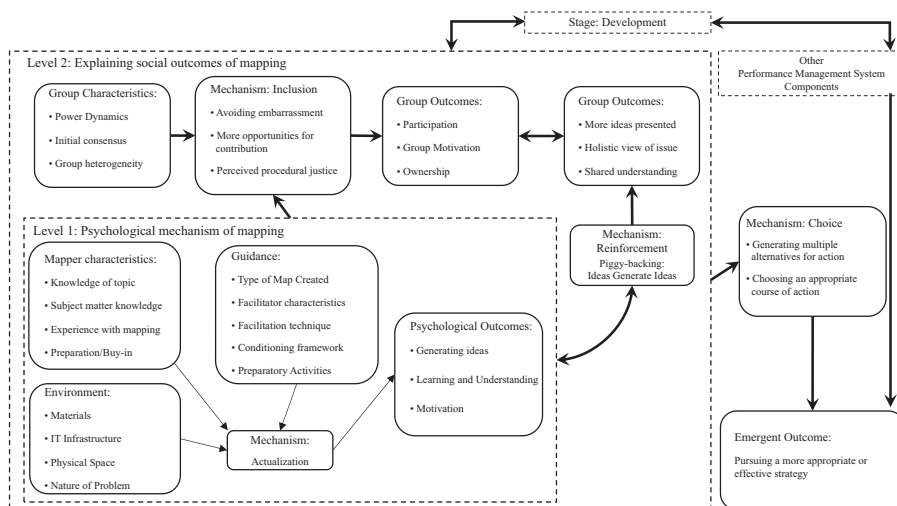 Stage: Development
Level 2: Explaining social outcomes of mapping
Other
Performance Management System
Components
Group Characteristics:
• Power Dynamics
• Initial consensus
• Group heterogeneity
Mechanism: Inclusion
• Avoiding embarrassment
• More opportunities for
contribution
• Perceived procedural justice
Group Outcomes:
• Participation
• Group Motivation
• Ownership
Group Outcomes:
• More ideas presented
• Holistic view of issue
• Shared understanding
Level 1: Psychological mechanism of mapping
Mapper characteristics:
• Knowledge of topic
• Subject matter knowledge
• Experience with mapping
• Preparation/Buy-in
Guidance:
• Type of Map Created
• Facilitator characteristics
• Facilitation technique
• Conditioning framework
• Preparatory Activities
Mechanism:
Reinforcement
Piggy-backing:
Ideas Generate Ideas
Mechanism: Choice
• Generating multiple
alternatives for action
• Choosing an appropriate
course of action
Psychological Outcomes:
• Generating ideas
• Learning and Understanding
• Motivation
Environment:
• Materials
• IT Infrastructure
• Physical Space
• Nature of Problem
Mechanism:
Actualization
Emergent Outcome:
Pursuing a more appropriate or
effective strategy